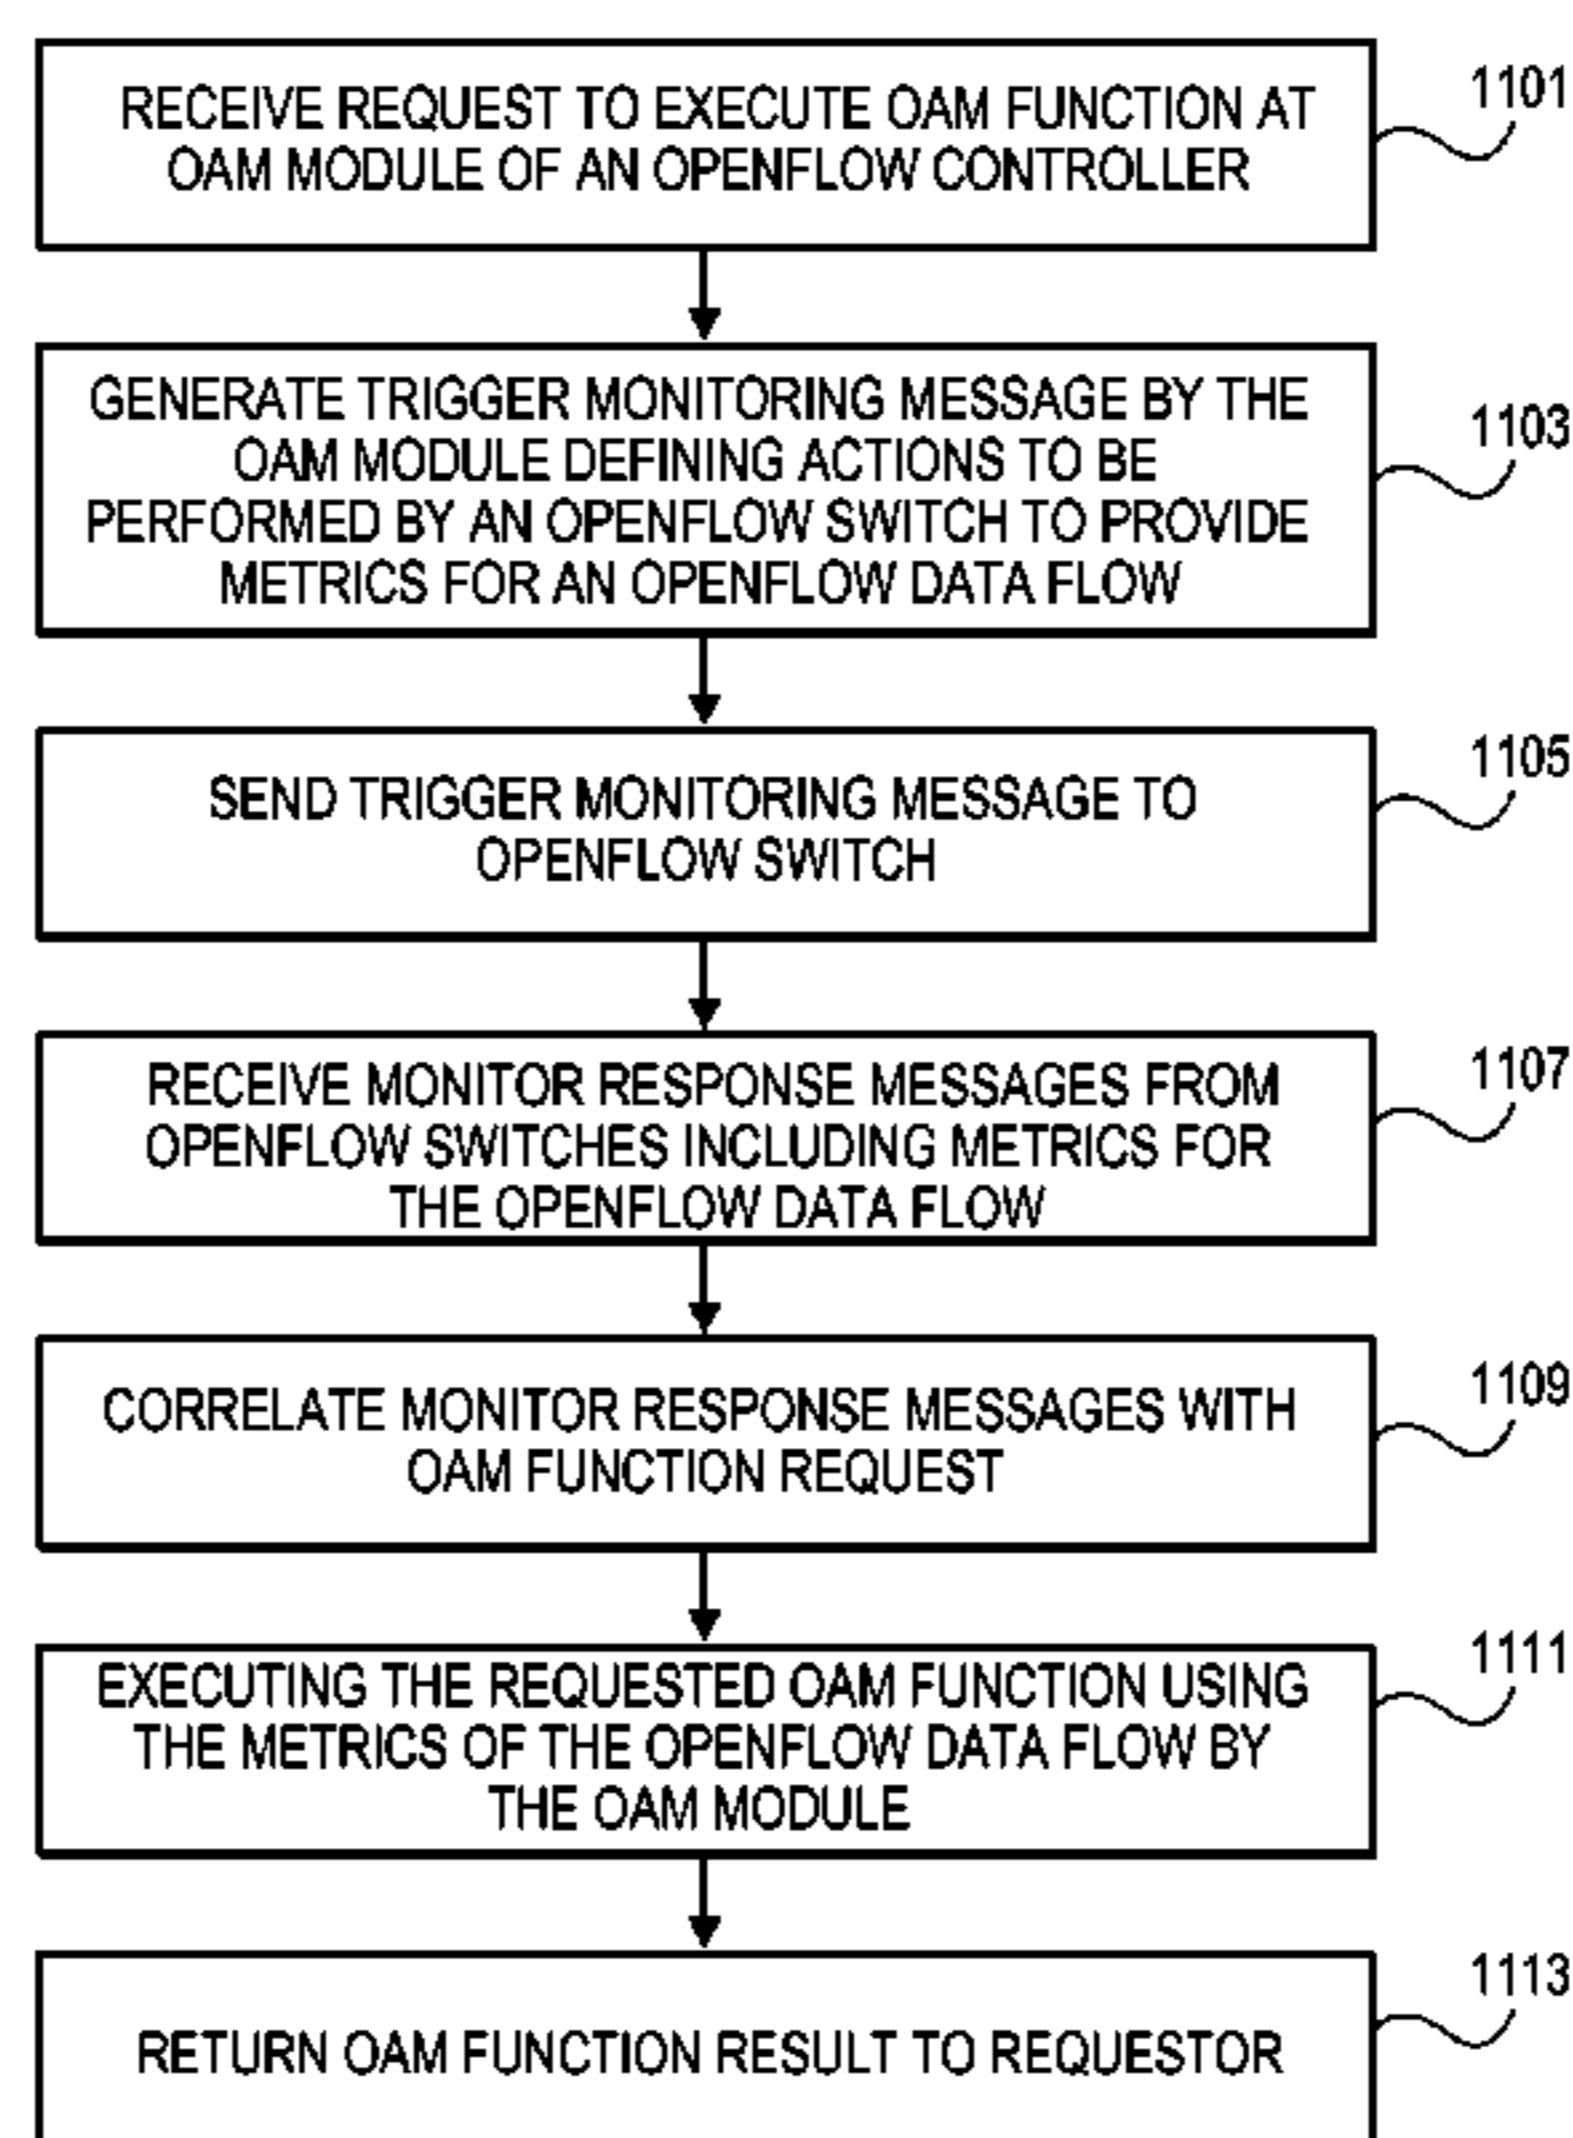 RECEIVE REQUEST TO EXECUTE OAM FUNCTION AT
OAM MODULE OF AN OPENFLOW CONTROLLER
1101
GENERATE TRIGGER MONITORING MESSAGE BY THE
OAM MODULE DEFINING ACTIONS TO BE
PERFORMED BY AN OPENFLOW SWITCH TO PROVIDE
METRICS FOR AN OPENFLOW DATA FLOW
1103
SEND TRIGGER MONITORING MESSAGE TO
OPENFLOW SWITCH
1105
RECEIVE MONITOR RESPONSE MESSAGES FROM
OPENFLOW SWITCHES INCLUDING METRICS FOR
THE OPENFLOW DATA FLOW
1107
CORRELATE MONITOR RESPONSE MESSAGES WITH
OAM FUNCTION REQUEST
1109
EXECUTING THE REQUESTED OAM FUNCTION USING
THE METRICS OF THE OPENFLOW DATA FLOW BY
THE OAM MODULE
1111
RETURN OAM FUNCTION RESULT TO REQUESTOR
1113